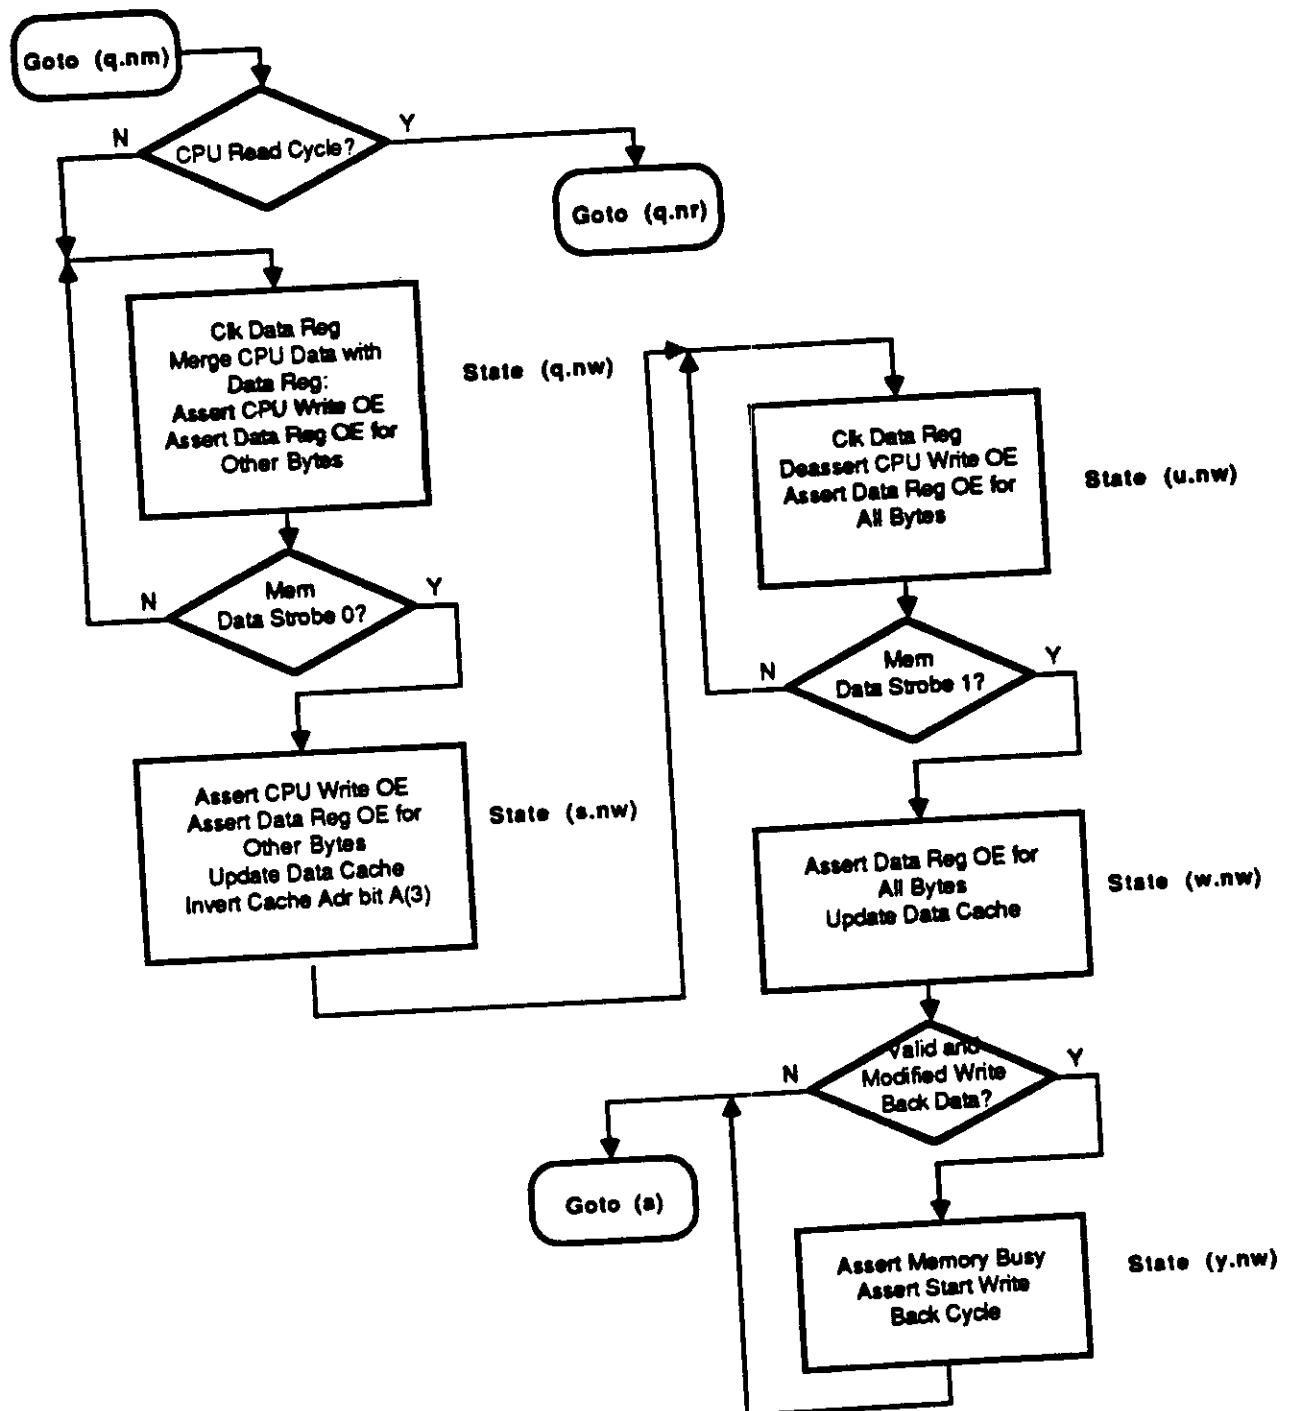 Goto (q.nm)
CPU Read Cycle?
N
Y
Goto (q.nr)
Clk Data Reg
Merge CPU Data with
Data Reg:
Assert CPU Write OE
Assert Data Reg OE for
Other Bytes
State (q.nw)
Mem
Data Strobe 0?
N
Y
Assert CPU Write OE
Assert Data Reg OE for
Other Bytes
Update Data Cache
Invert Cache Adr bit A(3)
State (s.nw)
Clk Data Reg
Deassert CPU Write OE
Assert Data Reg OE for
All Bytes
State (u.nw)
Mem
Data Strobe 1?
N
Y
Assert Data Reg OE for
All Bytes
Update Data Cache
State (w.nw)
Valid and
Modified Write
Back Data?
N
Y
Goto (a)
Assert Memory Busy
Assert Start Write
Back Cycle
State (y.nw)